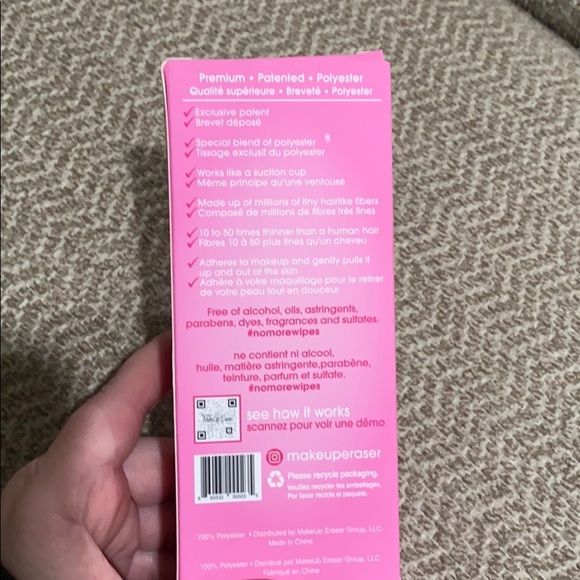 Premium • Patented • Polyester
Qualité supérieure • Breveté • Polyester
Exclusive patent
Brevet déposé
Special blend of polyester
Tissage exclusif du polyester
Works like a suction cup
Même principe qu'une ventouse
Made up of millions of tiny hairlike fibers
Composé de millions de fibres très fines
10 to 50 times thinner than a human hair
Fibres 10 à 50 plus fines qu'un cheveu
Adheres to makeup and gently pulls it
up and out of the skin
Adhère à votre maquillage pour le retirer
de votre peau tout en douceur
Free of alcohol, oils, astringents,
parabens, dyes, fragrances and sulfates.
#nomorewipes
ne contient ni alcool,
huile, matière astringente,parabène,
teinture, parfum et sulfate.
#nomorewipes
see how it works
scannez pour voir une démo
makeuperaser
Please recycle packaging.
Veuillez recycler les emballages.
Por favor recicle el paquete.
100% Polyester • Distributed by MakeUp Eraser Group, LLC.
Made in China
100% Polyester • Distribué par MakeUp Eraser Group, LLC.
Fabriqué en Chine